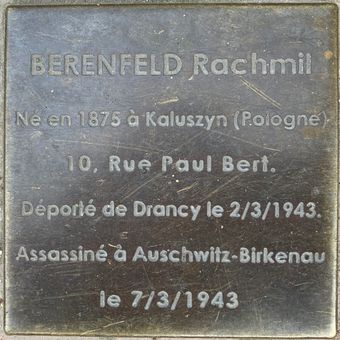 BERENFELD Rachmil
Né en 1875 à Kaluszyn (Pologne)
10, Rue Paul Bert.
Déporté de Drancy le 2/3/1943.
Assassiné à Auschwitz-Birkenau
le 7/3/1943